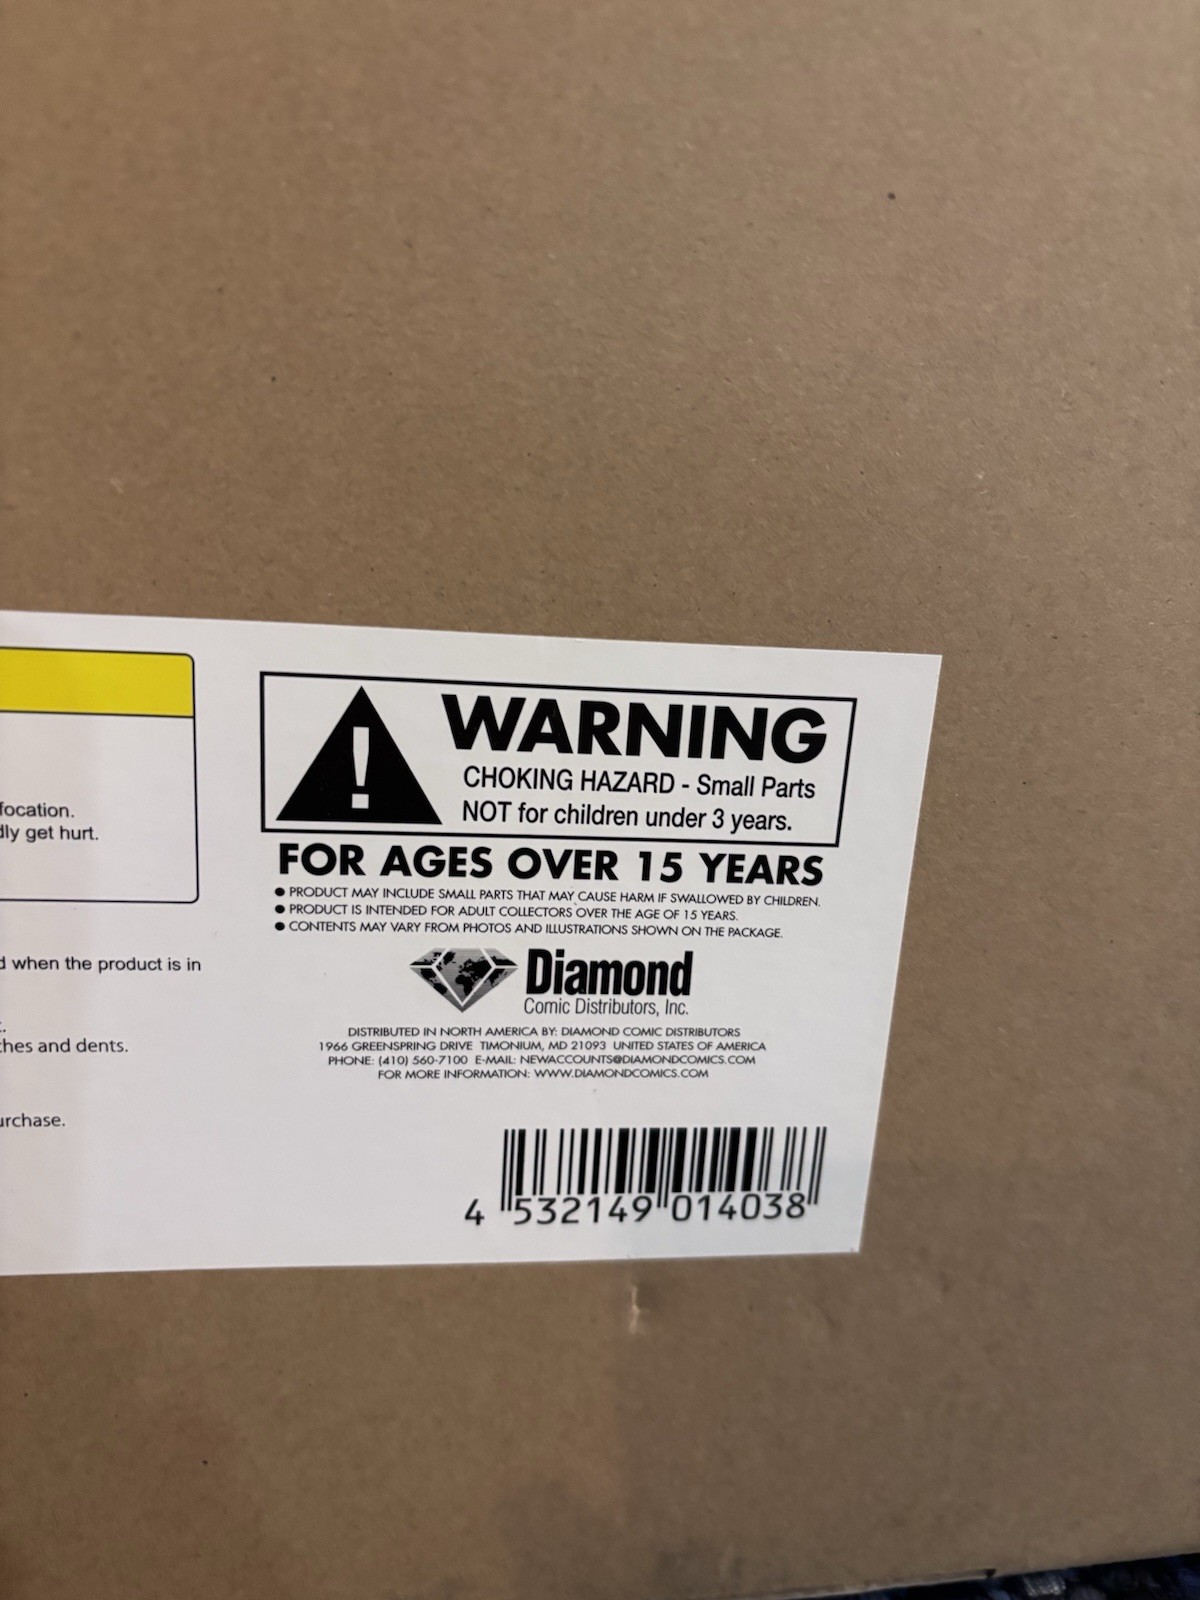 focation.
dly get hurt.
d when the product is in
hes and dents.
urchase.
!
WARNING
CHOKING HAZARD - Small Parts
NOT for children under 3 years.
FOR AGES OVER 15 YEARS
● PRODUCT MAY INCLUDE SMALL PARTS THAT MAY CAUSE HARM IF SWALLOWED BY CHILDREN.
● PRODUCT IS INTENDED FOR ADULT COLLECTORS OVER THE AGE OF 15 YEARS.
● CONTENTS MAY VARY FROM PHOTOS AND ILLUSTRATIONS SHOWN ON THE PACKAGE.
Diamond
Comic Distributors, Inc.
DISTRIBUTED IN NORTH AMERICA BY: DIAMOND COMIC DISTRIBUTORS
1966 GREENSPRING DRIVE TIMONIUM, MD 21093 UNITED STATES OF AMERICA
PHONE: (410) 560-7100 E-MAIL: NEWACCOUNTS@DIAMONDCOMICS.COM
FOR MORE INFORMATION: WWW.DIAMONDCOMICS.COM
4 532149 014038